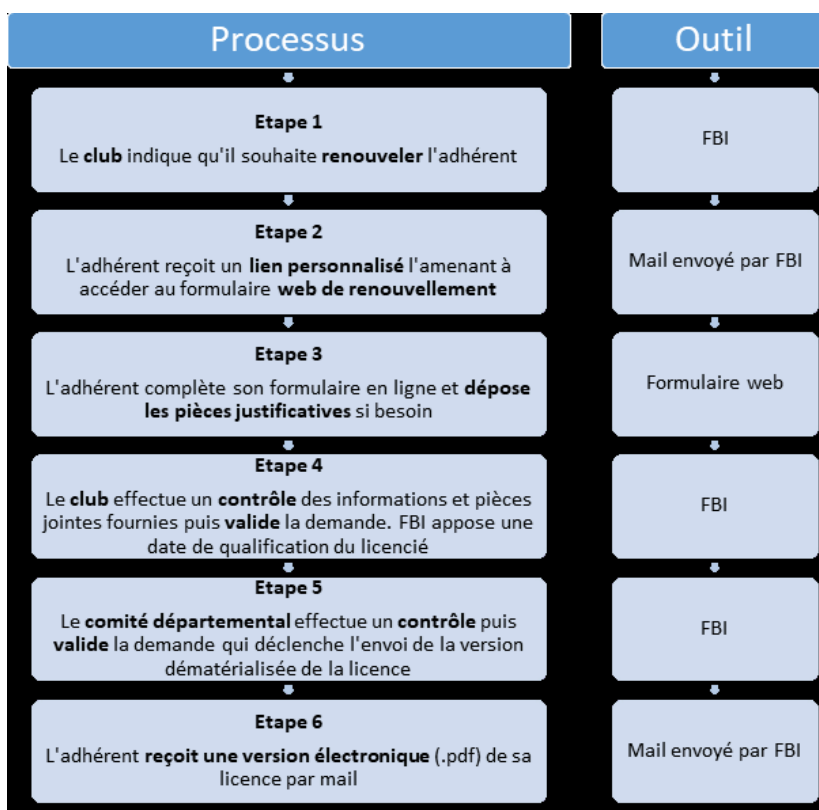 Processus
Outil
Etape 1
Le club indique qu'il souhaite renouveler l'adhérent
FBI
Etape 2
L'adhérent reçoit un lien personnalisé l'amenant à
accéder au formulaire web de renouvellement
Mail envoyé par FBI
Etape 3
L'adhérent complète son formulaire en ligne et dépose
les pièces justificatives si besoin
Formulaire web
Etape 4
Le club effectue un contrôle des informations et pièces
jointes fournies puis valide la demande. FBI appose une
date de qualification du licencié
FBI
Etape 5
Le comité départemental effectue un contrôle puis
valide la demande qui déclenche l'envoi de la version
dématérialisée de la licence
FBI
Etape 6
L'adhérent reçoit une version électronique (.pdf) de sa
licence par mail
Mail envoyé par FBI